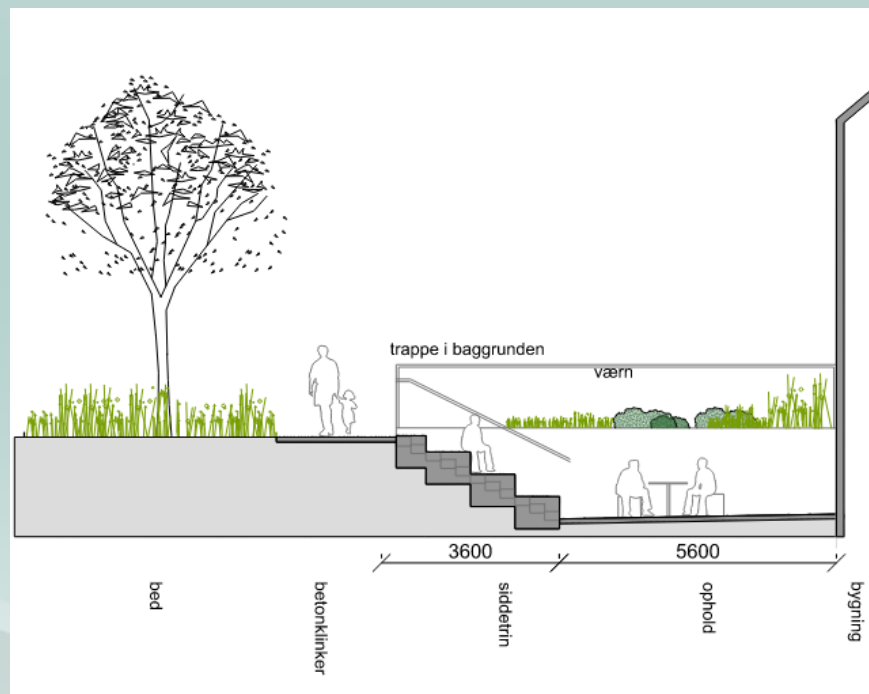 trappe i baggrunden
værn
3600
5600
bed
betonklinker
siddetrin
ophold
bygning